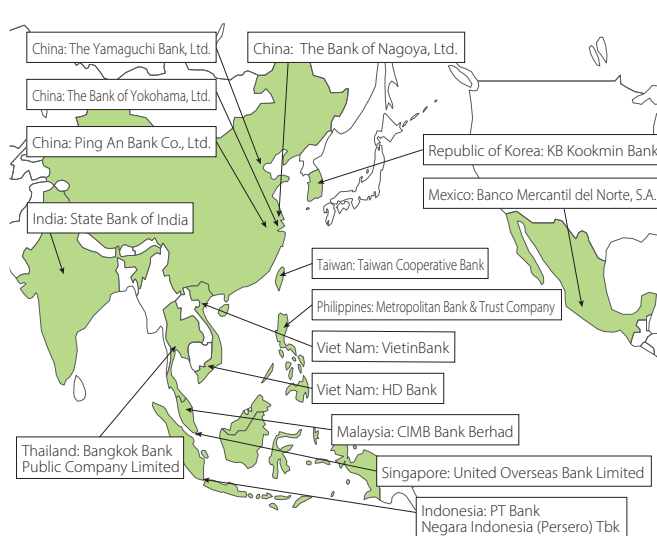 China: The Yamaguchi Bank, Ltd.
China: The Bank of Nagoya, Ltd.
China: The Bank of Yokohama, Ltd.
China: Ping An Bank Co., Ltd.
Republic of Korea: KB Kookmin Bank
Mexico: Banco Mercantil del Norte, S.A.
India: State Bank of India
Taiwan: Taiwan Cooperative Bank
Philippines: Metropolitan Bank & Trust Company
Viet Nam: VietinBank
Viet Nam: HD Bank
Malaysia: CIMB Bank Berhad
Thailand: Bangkok Bank
Public Company Limited
Singapore: United Overseas Bank Limited
Indonesia: PT Bank
Negara Indonesia (Persero) Tbk